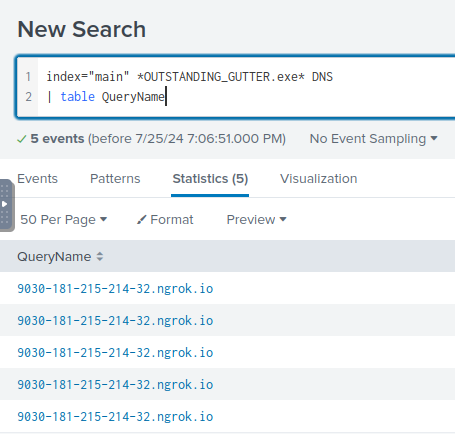 New Search
1 index="main" *OUTSTANDING_GUTTER.exe* DNS
2 | table QueryName
5 events (before 7/25/24 7:06:51.000 PM) No Event Sampling
Events Patterns Statistics (5) Visualization
50 Per Page Format Preview
QueryName
9030-181-215-214-32.ngrok.io
9030-181-215-214-32.ngrok.io
9030-181-215-214-32.ngrok.io
9030-181-215-214-32.ngrok.io
9030-181-215-214-32.ngrok.io